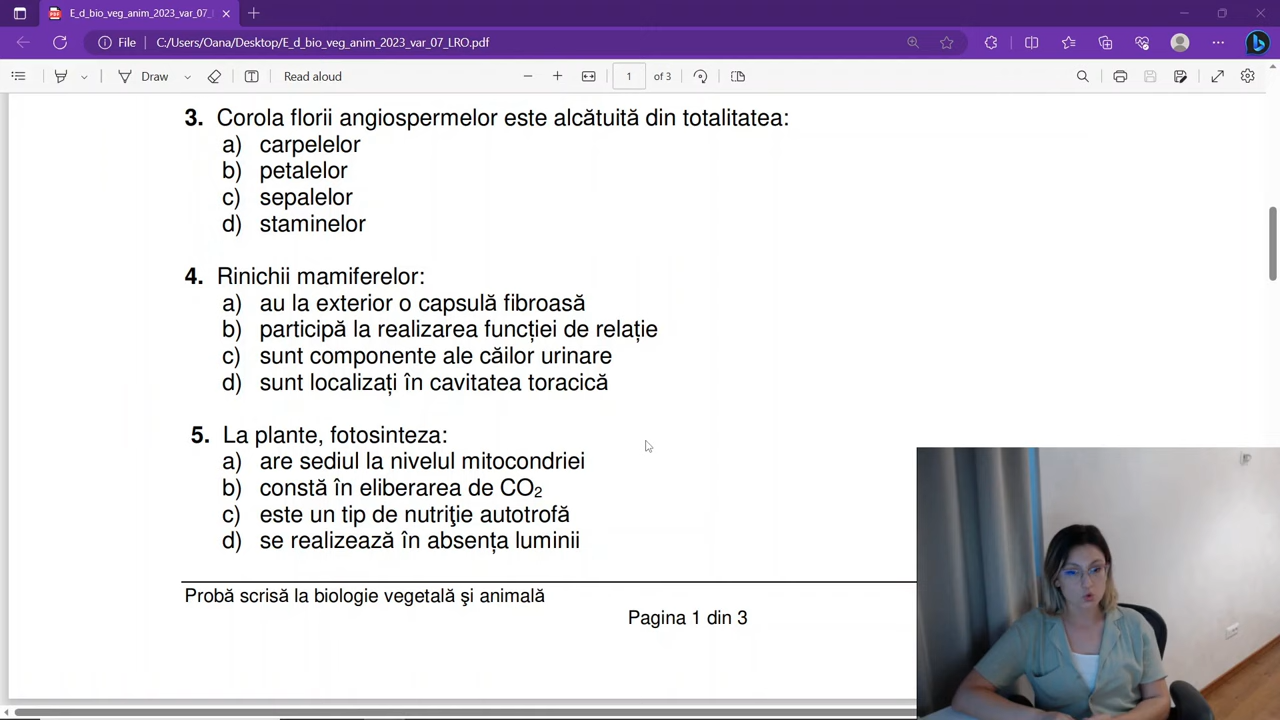 E_d_bio_veg_anim_2023_var_07_
File
C:/Users/Oana/Desktop/E_d_bio_veg_anim_2023_var_07_LRO.pdf
Draw
Read aloud
1 of 3
3. Corola florii angiospermelor este alcătuită din totalitatea:
a) carpelelor
b) petalelor
c) sepalelor
d) staminelor
4. Rinichii mamiferelor:
a) au la exterior o capsulă fibroasă
b) participă la realizarea funcției de relație
c) sunt componente ale căilor urinare
d) sunt localizați în cavitatea toracică
5. La plante, fotosinteza:
a) are sediul la nivelul mitocondriei
b) constă în eliberarea de CO₂
c) este un tip de nutriţie autotrofă
d) se realizează în absența luminii
Probă scrisă la biologie vegetală şi animală
Pagina 1 din 3